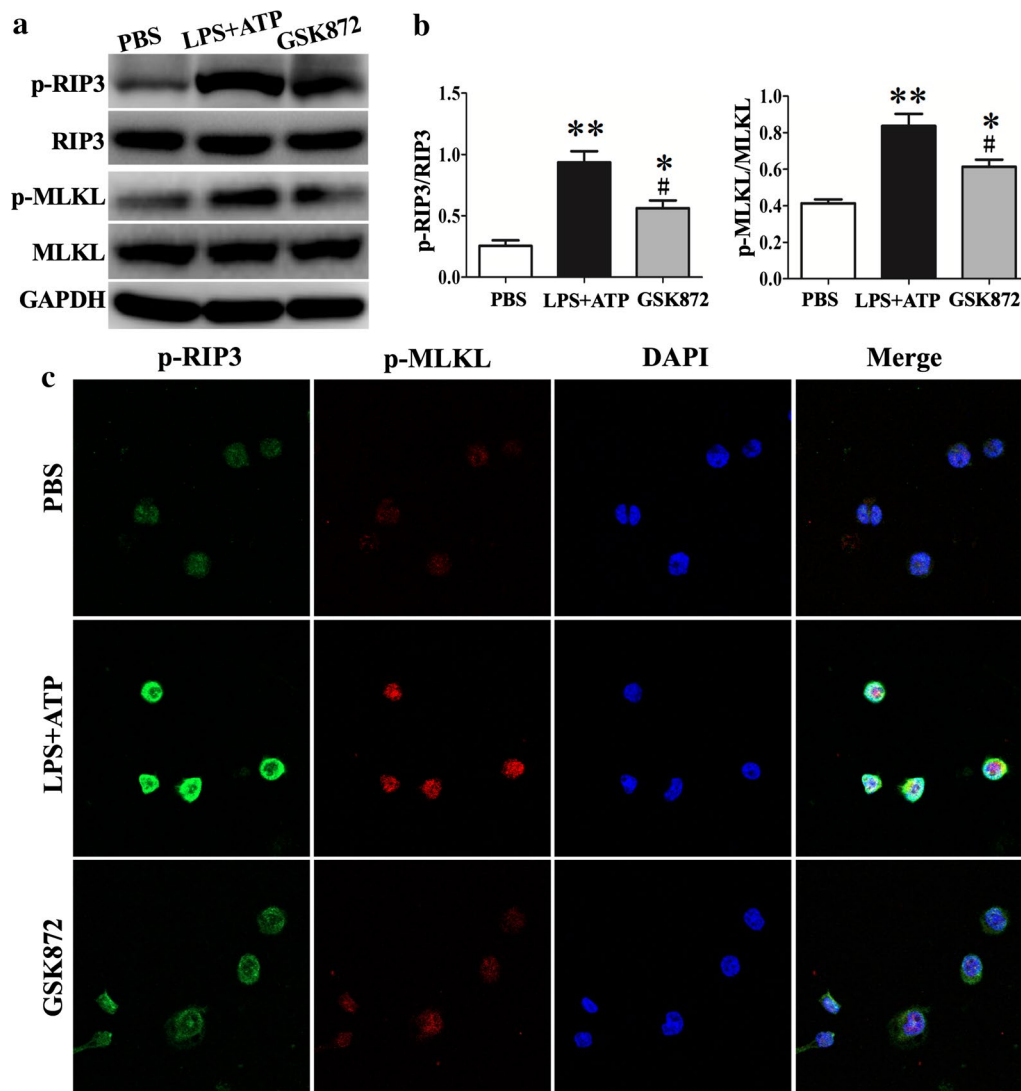 a
PBS LPS+ATP GSK872
p-RIP3
RIP3
p-MLKL
MLKL
GAPDH
b
p-RIP3/RIP3
1.5
1.0
0.5
0.0
**
*
#
PBS LPS+ATP GSK872
p-MLKL/MLKL
1.0
0.8
0.6
0.4
0.2
0.0
**
*
#
PBS LPS+ATP GSK872
c
p-RIP3 p-MLKL DAPI Merge
PBS
LPS+ATP
GSK872